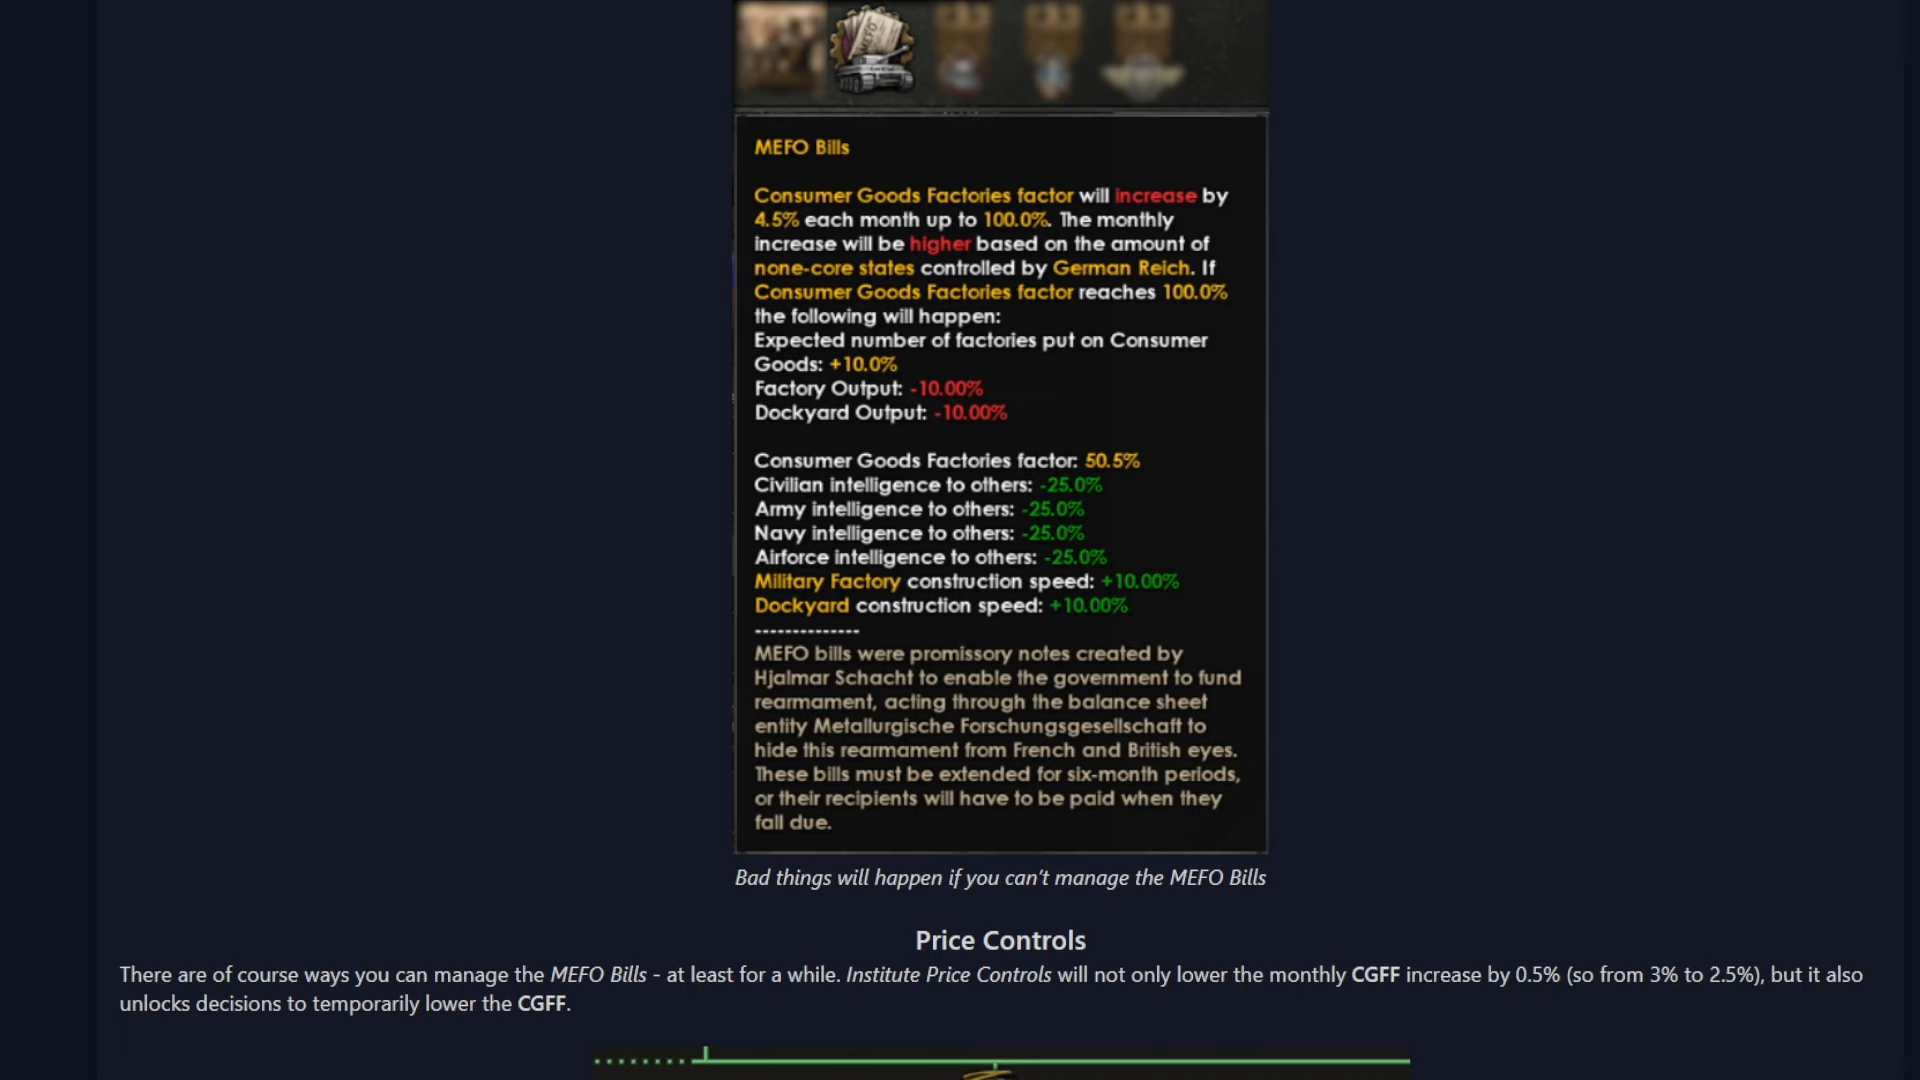 MEFO
MEFO Bills
Consumer Goods Factories factor will increase by
4.5% each month up to 100.0%. The monthly
increase will be higher based on the amount of
none-core states controlled by German Reich. If
Consumer Goods Factories factor reaches 100.0%
the following will happen:
Expected number of factories put on Consumer
Goods: +10.0%
Factory Output: -10.00%
Dockyard Output: -10.00%
Consumer Goods Factories factor: 50.5%
Civilian intelligence to others: -25.0%
Army intelligence to others: -25.0%
Navy intelligence to others: -25.0%
Airforce intelligence to others: -25.0%
Military Factory construction speed: +10.00%
Dockyard construction speed: +10.00%
--------------
MEFO bills were promissory notes created by
Hjalmar Schacht to enable the government to fund
rearmament, acting through the balance sheet
entity Metallurgische Forschungsgesellschaft to
hide this rearmament from French and British eyes.
These bills must be extended for six-month periods,
or their recipients will have to be paid when they
fall due.
Bad things will happen if you can't manage the MEFO Bills
Price Controls
There are of course ways you can manage the MEFO Bills - at least for a while. Institute Price Controls will not only lower the monthly CGFF increase by 0.5% (so from 3% to 2.5%), but it also
unlocks decisions to temporarily lower the CGFF.